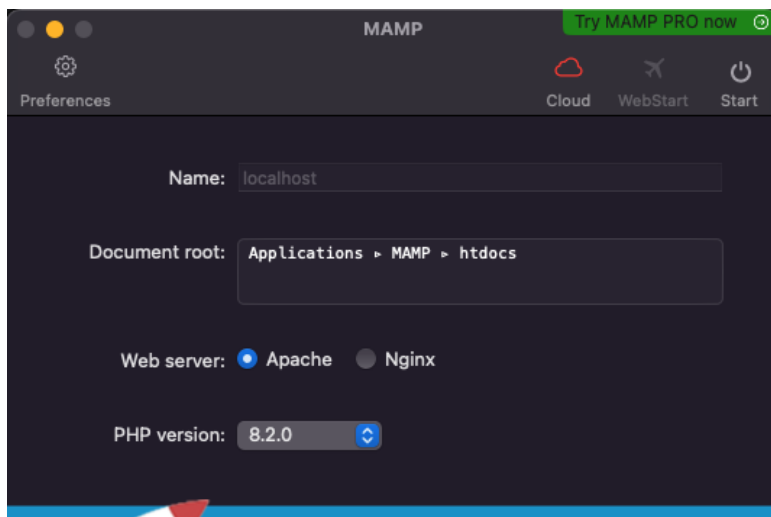 MAMP
Try MAMP PRO now
Preferences
Cloud
WebStart
Start
Name: localhost
Document root: Applications ▹ MAMP ▹ htdocs
Web server: Apache Nginx
PHP version: 8.2.0